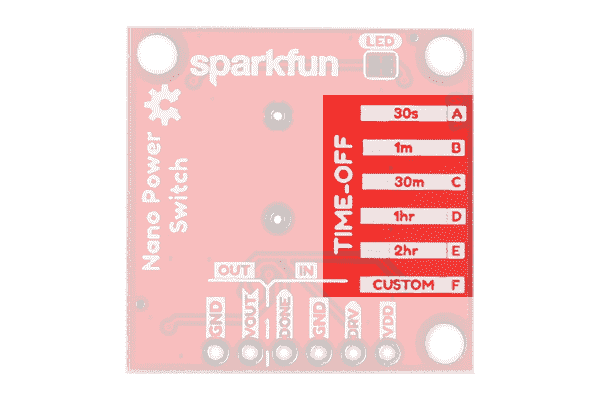 LED
sparkfun
Nano Power
Switch
TIME-OFF
30s A
1m B
30m C
1hr D
2hr E
CUSTOM F
OUT IN
GND VOUT DONE GND DRV VDD